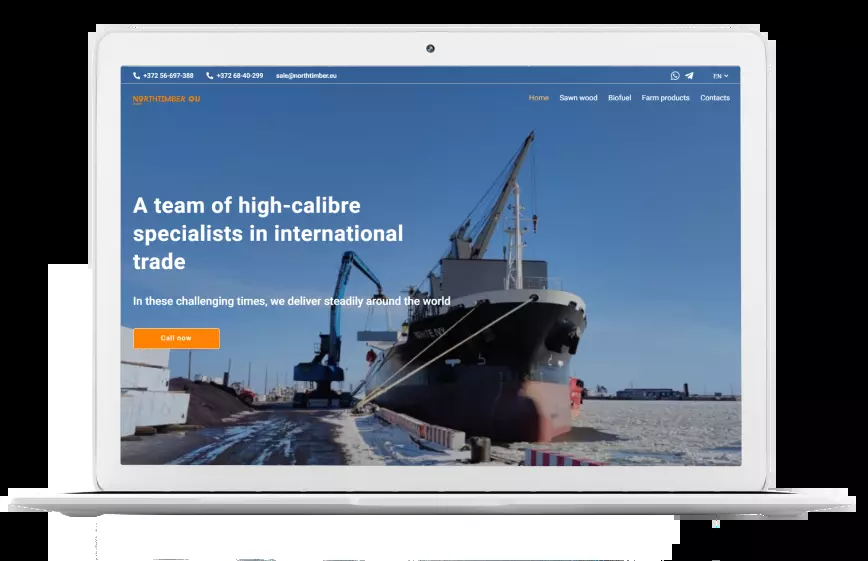 +372 56-697-388 +372 68-40-299 sale@northtimber.eu EN
NORTHTIMBER OU
Home Sawn wood Biofuel Farm products Contacts
A team of high-calibre
specialists in international
trade
In these challenging times, we deliver steadily around the world
Call now